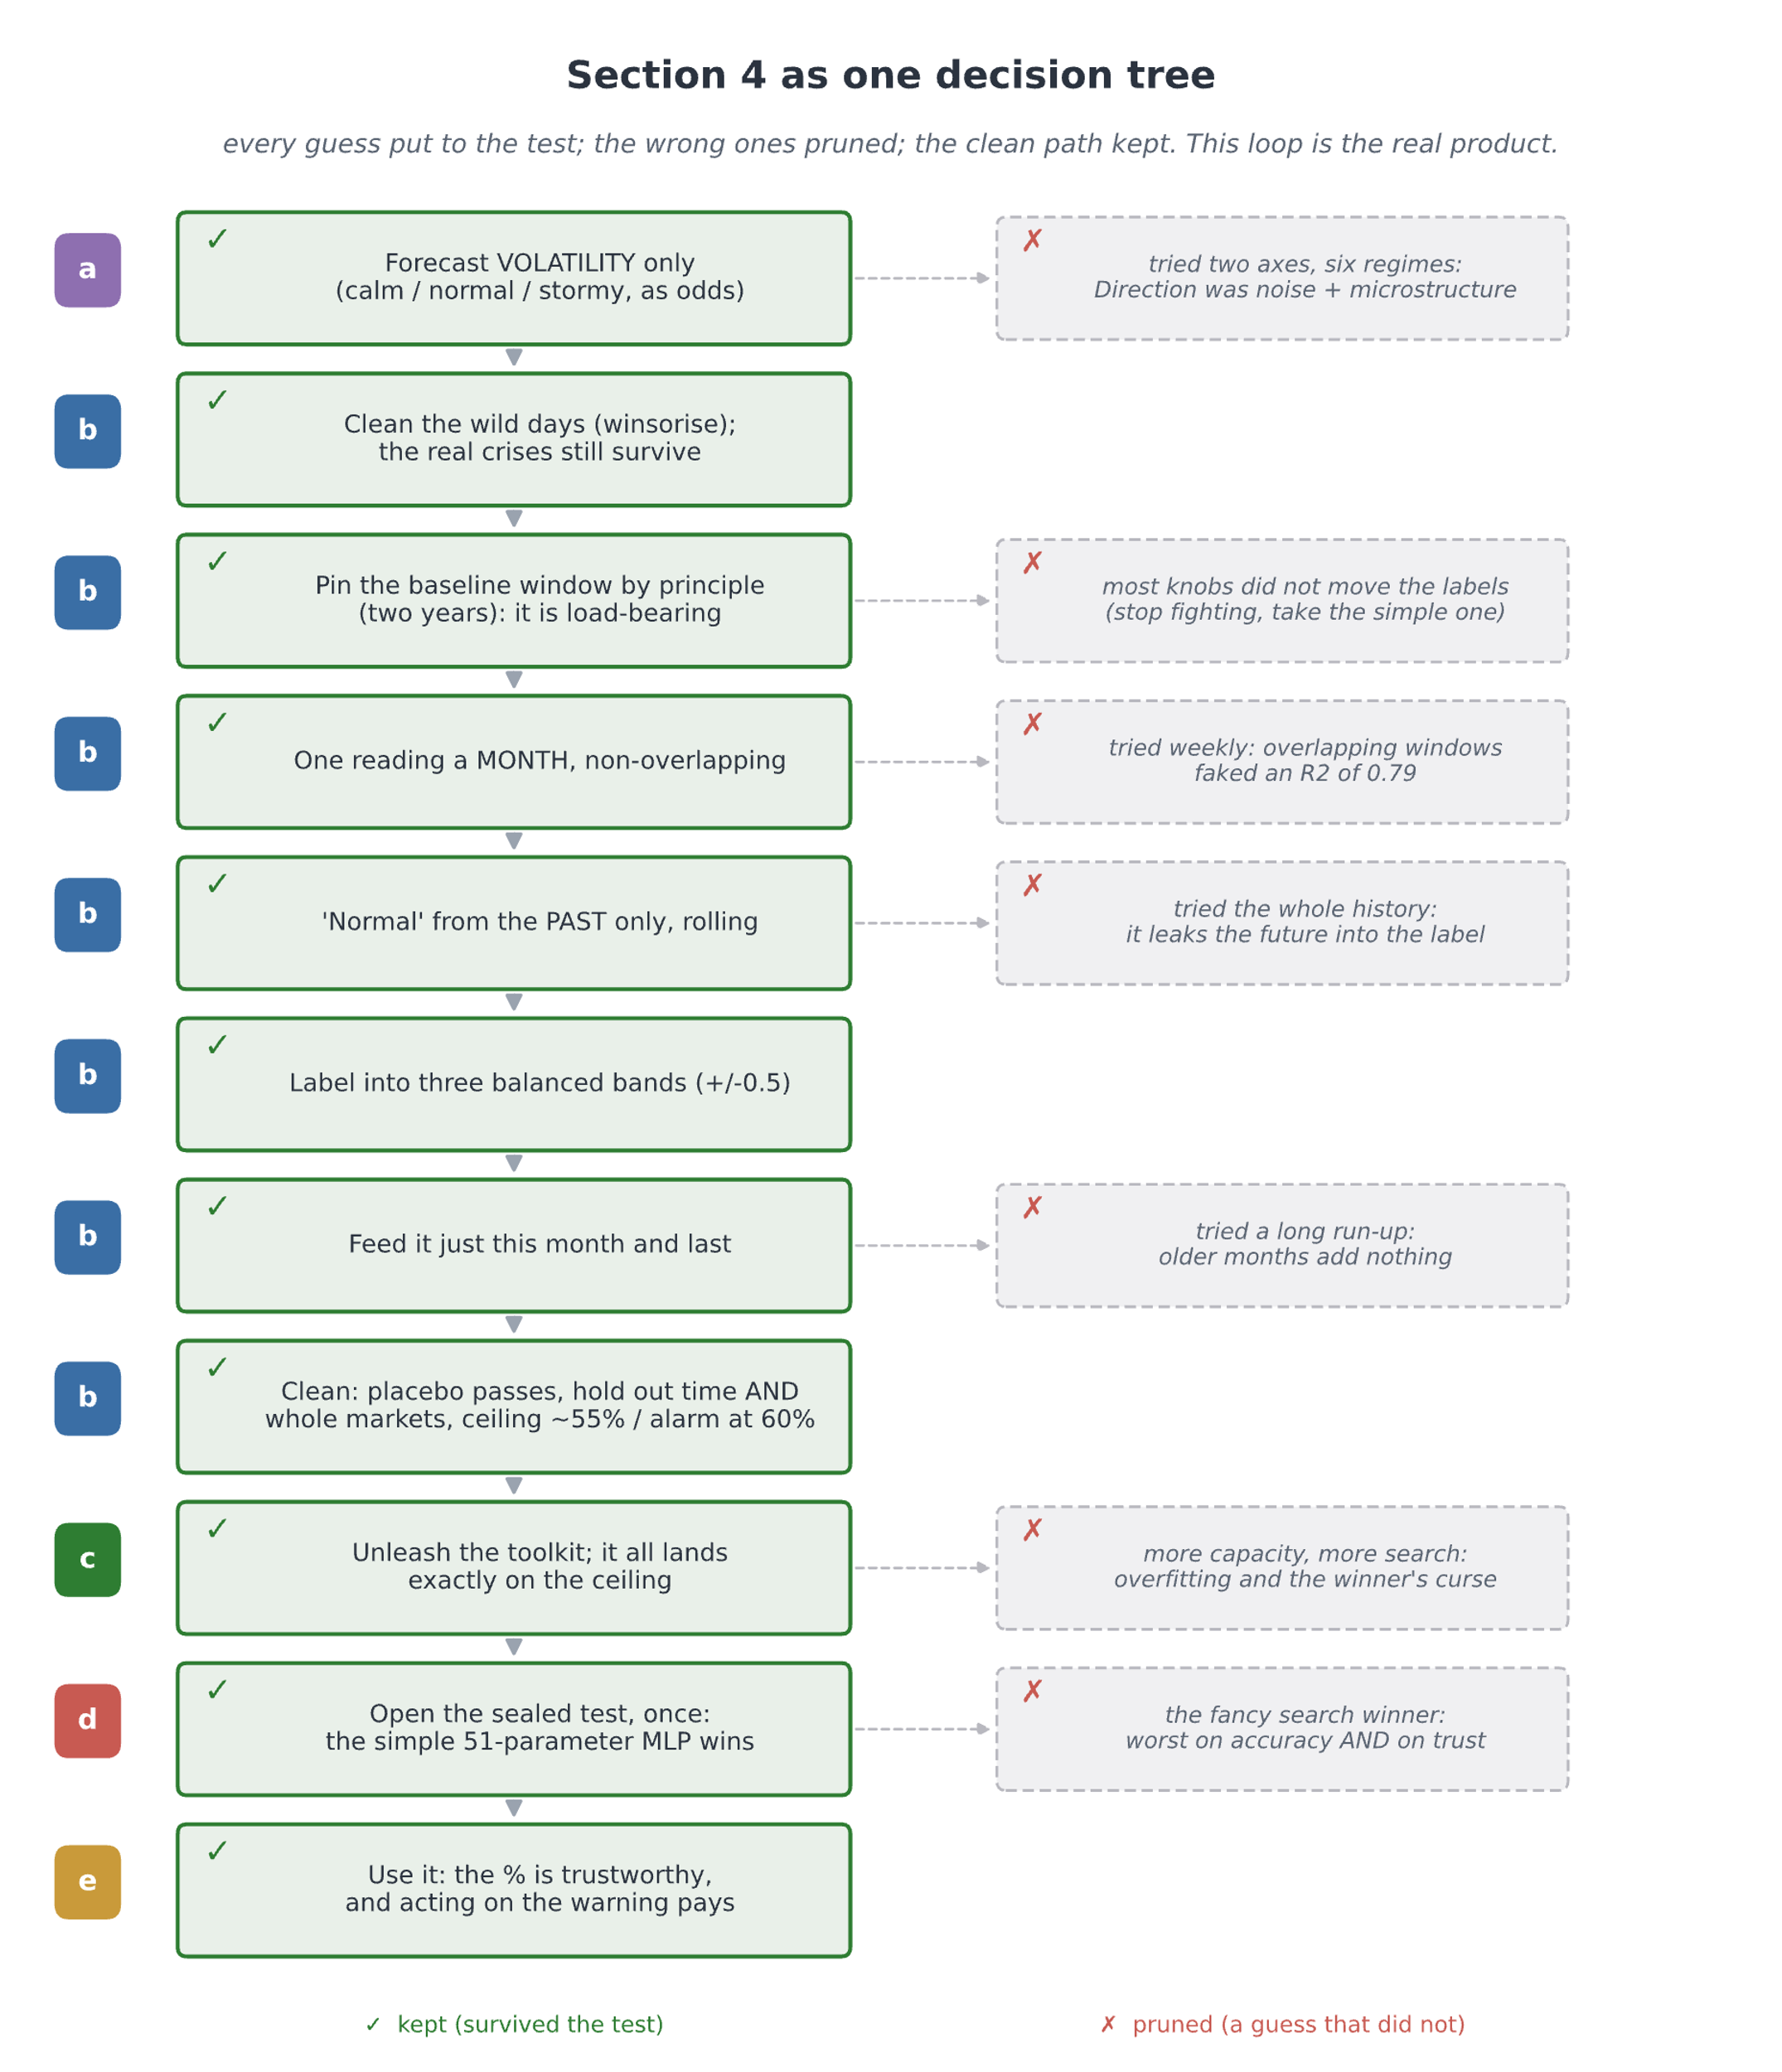 Section 4 as one decision tree
every guess put to the test; the wrong ones pruned; the clean path kept. This loop is the real product.
a
✓
Forecast VOLATILITY only
(calm / normal / stormy, as odds)
✗
tried two axes, six regimes:
Direction was noise + microstructure
b
✓
Clean the wild days (winsorise);
the real crises still survive
b
✓
Pin the baseline window by principle
(two years): it is load-bearing
✗
most knobs did not move the labels
(stop fighting, take the simple one)
b
✓
One reading a MONTH, non-overlapping
✗
tried weekly: overlapping windows
faked an R2 of 0.79
b
✓
'Normal' from the PAST only, rolling
✗
tried the whole history:
it leaks the future into the label
b
✓
Label into three balanced bands (+/-0.5)
b
✓
Feed it just this month and last
✗
tried a long run-up:
older months add nothing
b
✓
Clean: placebo passes, hold out time AND
whole markets, ceiling ~55% / alarm at 60%
c
✓
Unleash the toolkit; it all lands
exactly on the ceiling
✗
more capacity, more search:
overfitting and the winner's curse
d
✓
Open the sealed test, once:
the simple 51-parameter MLP wins
✗
the fancy search winner:
worst on accuracy AND on trust
e
✓
Use it: the % is trustworthy,
and acting on the warning pays
✓ kept (survived the test)
✗ pruned (a guess that did not)